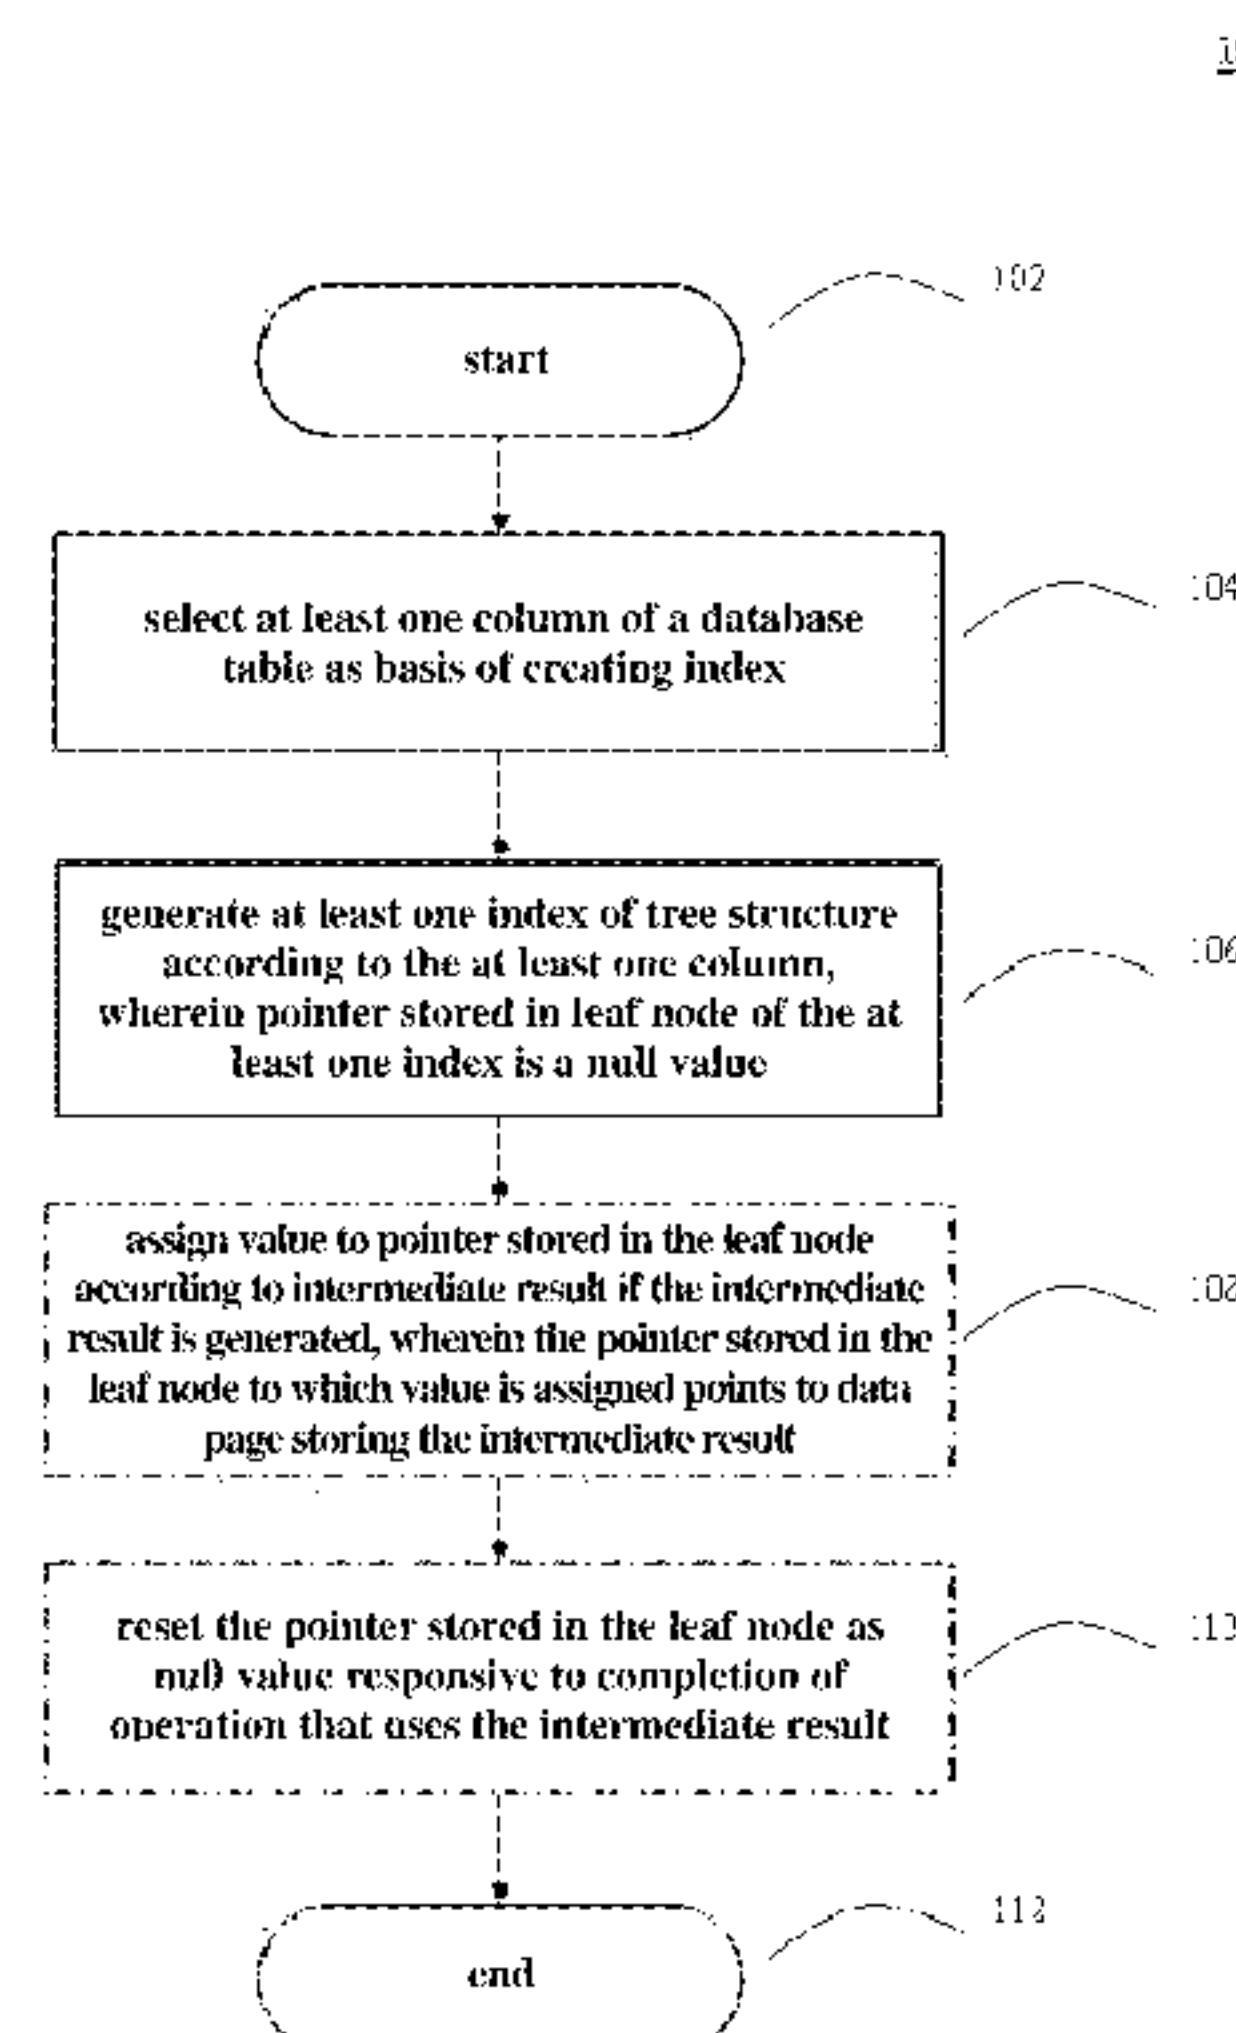 102
start
104
select at least one column of a database
table as basis of creating index
generate at least one index of tree structure
according to the at least one column,
wherein pointer stored in leaf node of the at
least one index is a null value
106
assign value to pointer stored in the leaf node
according to intermediate result if the intermediate
result is generated, wherein the pointer stored in the
leaf node to which value is assigned points to data
page storing the intermediate result
108
reset the pointer stored in the leaf node as
null value responsive to completion of
operation that uses the intermediate result
112
end